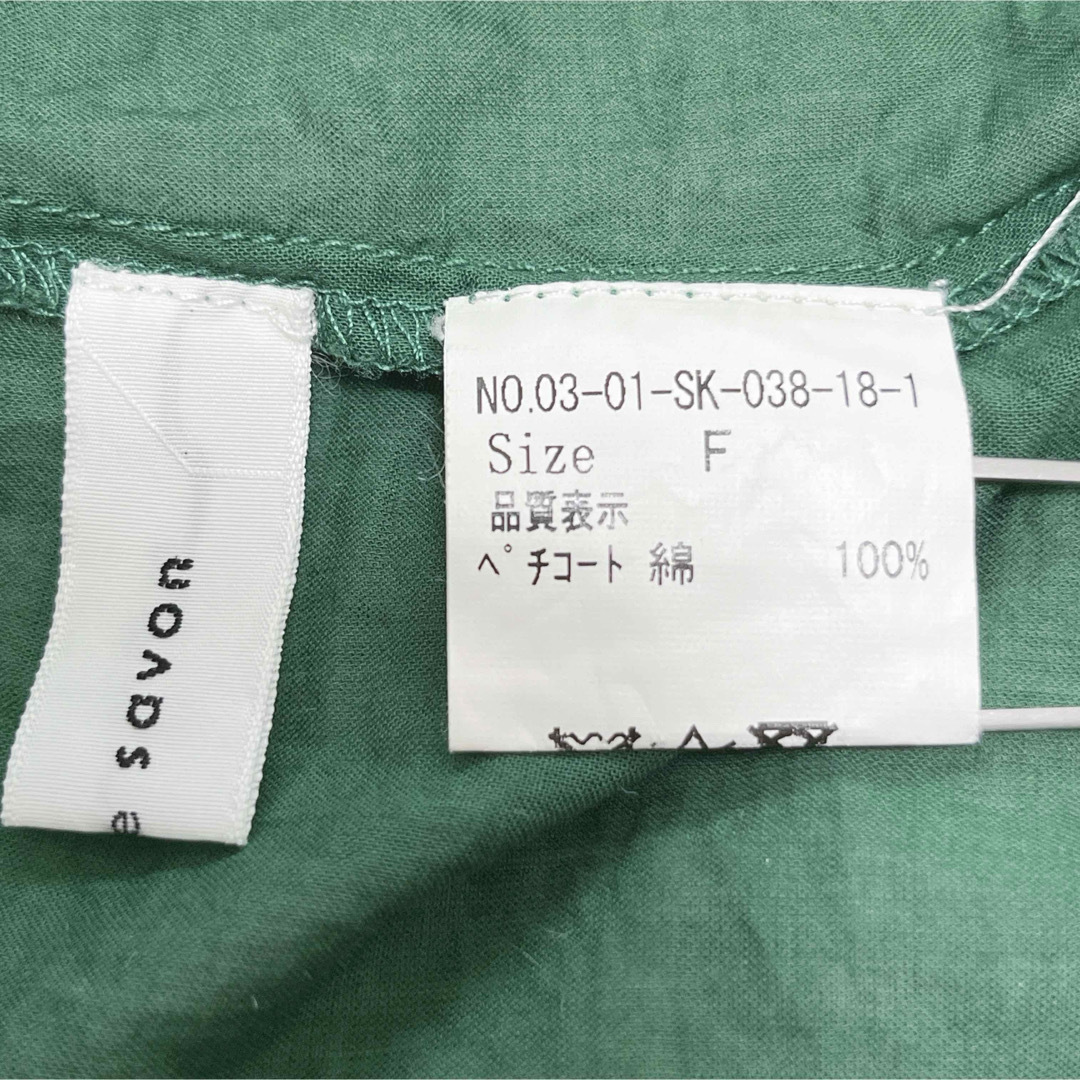 e savon
NO.03-01-SK-038-18-1
Size F
品質表示
ペチコート 綿 100%